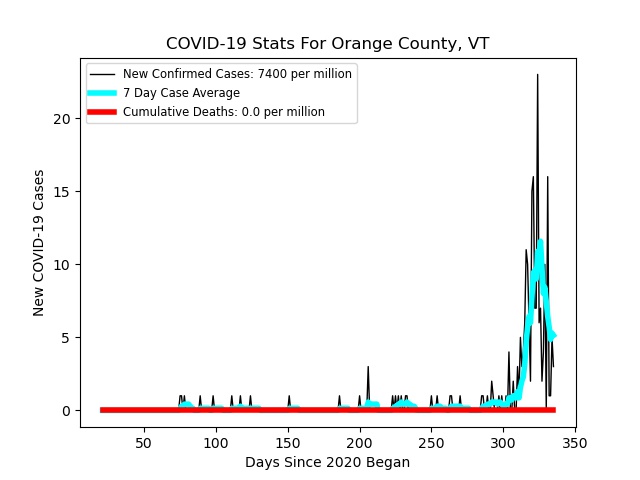 COVID-19 Stats For Orange County, VT
New Confirmed Cases: 7400 per million
7 Day Case Average
Cumulative Deaths: 0.0 per million
New COVID-19 Cases
20
15
10
5
0
50 100 150 200 250 300 350
Days Since 2020 Began